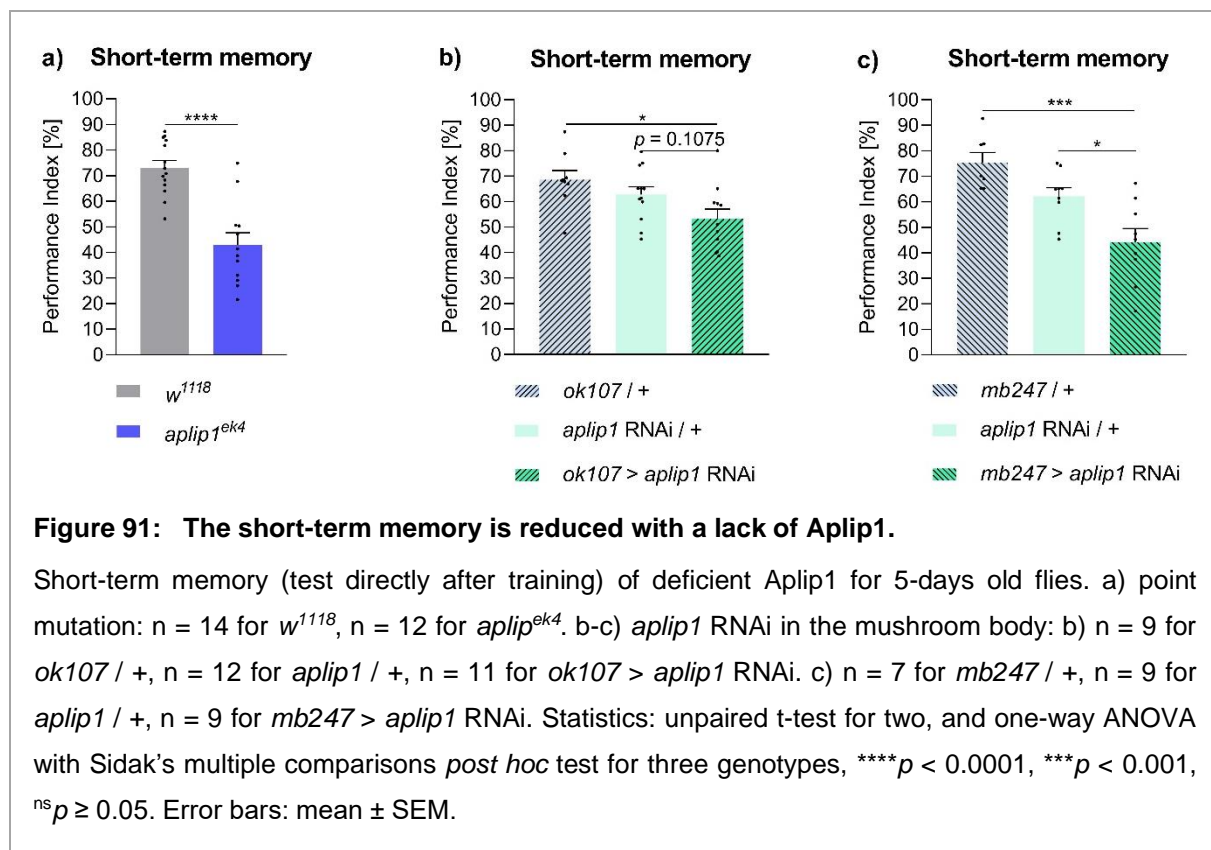 a) Short-term memory
Performance Index [%]
100
90
80
70
60
50
40
30
20
10
0
****
w¹¹¹⁸
aplip1ᵉᵏ⁴
b) Short-term memory
Performance Index [%]
100
90
80
70
60
50
40
30
20
10
0
*
p = 0.1075
ok107 / +
aplip1 RNAi / +
ok107 > aplip1 RNAi
c) Short-term memory
Performance Index [%]
100
90
80
70
60
50
40
30
20
10
0
***
*
mb247 / +
aplip1 RNAi / +
mb247 > aplip1 RNAi
Figure 91: The short-term memory is reduced with a lack of Aplip1.
Short-term memory (test directly after training) of deficient Aplip1 for 5-days old flies. a) point
mutation: n = 14 for w¹¹¹⁸, n = 12 for aplipᵉᵏ⁴. b-c) aplip1 RNAi in the mushroom body: b) n = 9 for
ok107 / +, n = 12 for aplip1 / +, n = 11 for ok107 > aplip1 RNAi. c) n = 7 for mb247 / +, n = 9 for
aplip1 / +, n = 9 for mb247 > aplip1 RNAi. Statistics: unpaired t-test for two, and one-way ANOVA
with Sidak's multiple comparisons post hoc test for three genotypes, ****p < 0.0001, ***p < 0.001,
ⁿˢp ≥ 0.05. Error bars: mean ± SEM.